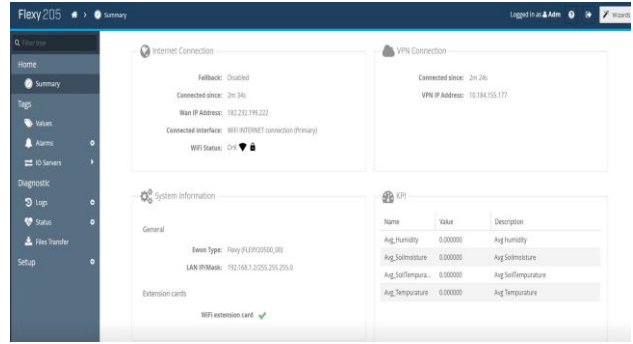 Flexy 205 Summary Logged in as Adm Wizards
Filter tree
Home
Summary
Tags
Values
Alarms
IO Servers
Diagnostic
Logs
Status
Files Transfer
Setup
Internet Connection
Fallback: Disabled
Connected since: 2m 34s
Wan IP Address: 182.232.199.222
Connected interface: WiFi INTERNET connection (Primary)
WiFi Status:
VPN Connection
Connected since: 2m 24s
VPN IP Address: 10.194.155.177
System Information
General
Ewon Type: Flexy (FLEXY20500_00)
LAN IP/Mask: 192.168.1.2/255.255.255.0
Extension cards
WiFi extension card
KPI
Name Value Description
Avg_Humidity 0.000000 Avg humidity
Avg_Soilmoisture 0.000000 Avg Soilmoisture
Avg_SoilTempura... 0.000000 Avg SoilTempurature
Avg_Tempurature 0.000000 Avg Tempurature